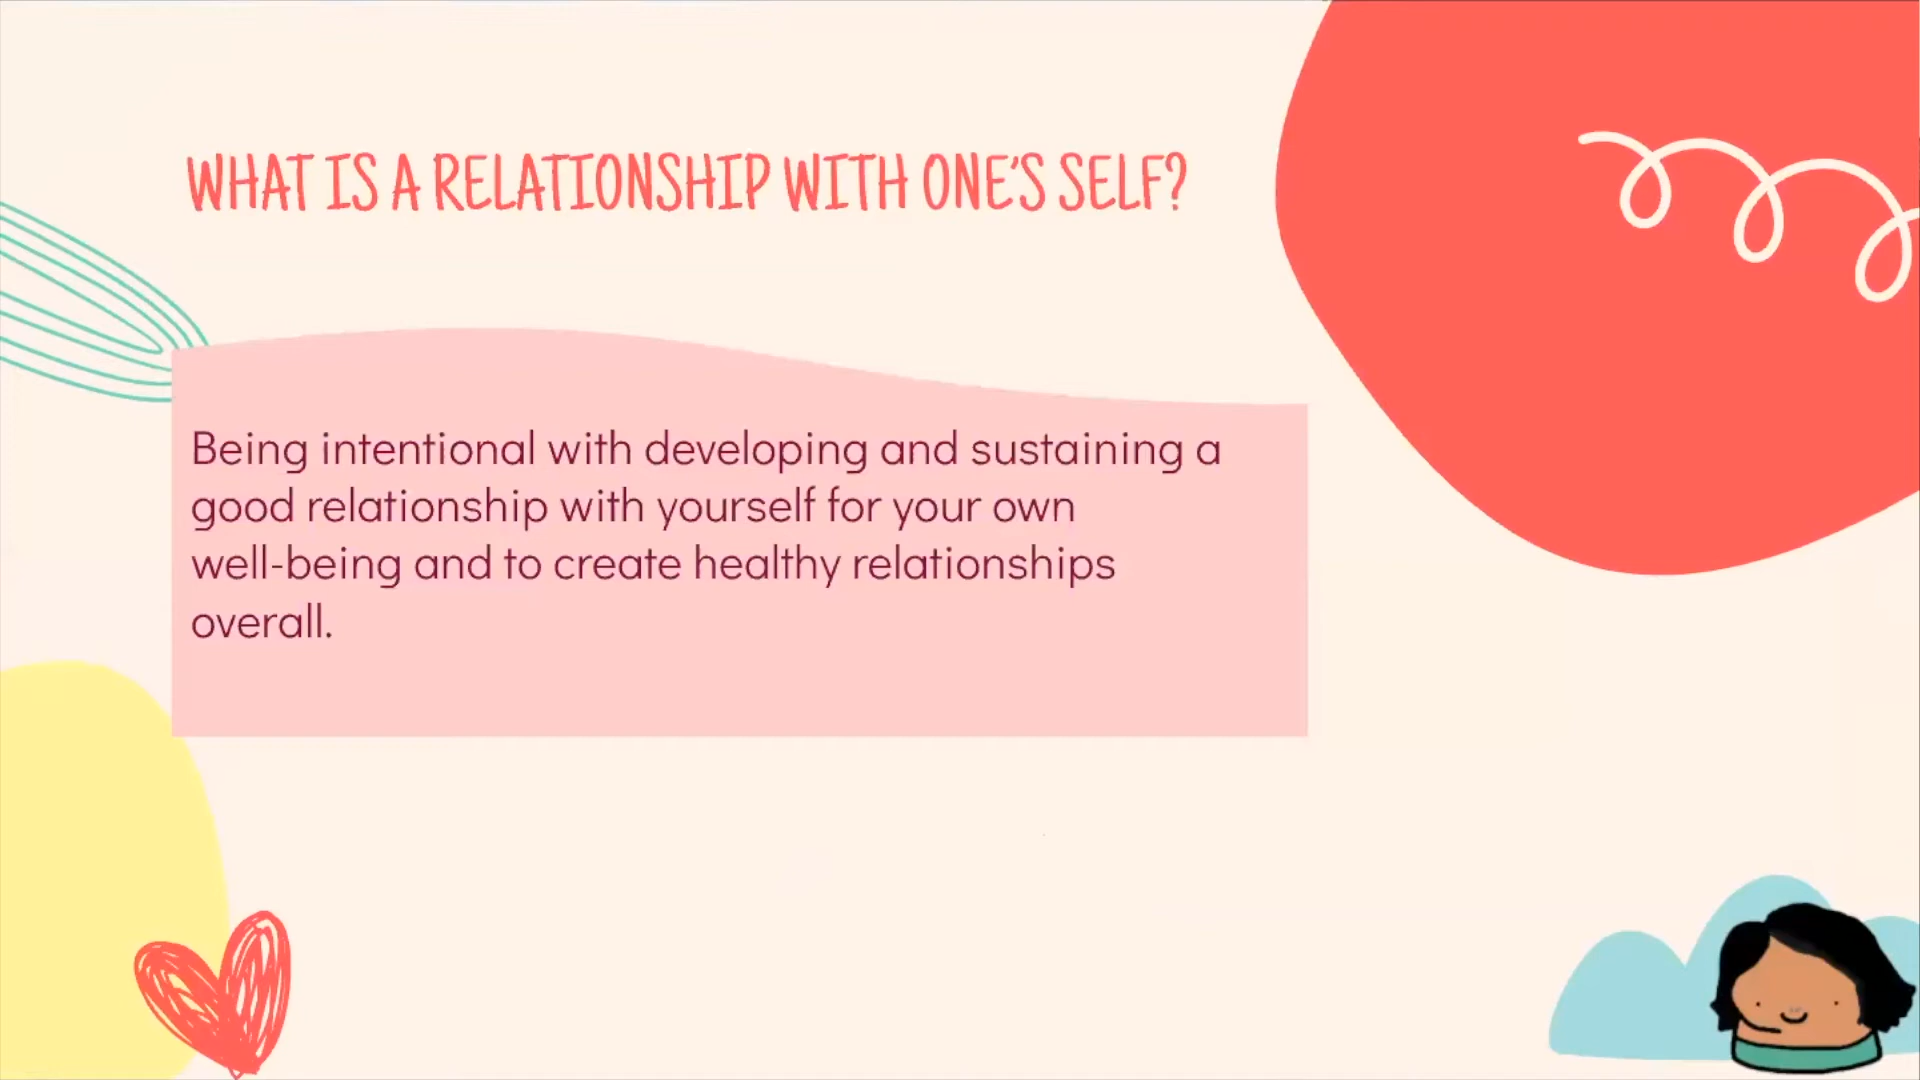 WHAT IS A RELATIONSHIP WITH ONE'S SELF?
Being intentional with developing and sustaining a
good relationship with yourself for your own
well-being and to create healthy relationships
overall.